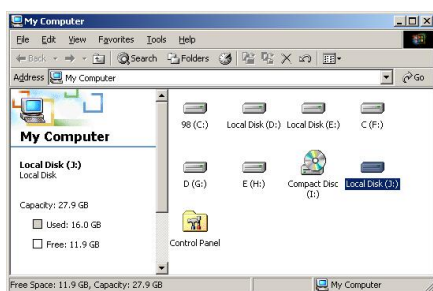 My Computer
File Edit View Favorites Tools Help
Back Search Folders
Address My Computer Go
My Computer
Local Disk (J:)
Local Disk
Capacity: 27.9 GB
Used: 16.0 GB
Free: 11.9 GB
98 (C:) Local Disk (D:) Local Disk (E:) C (F:)
D (G:) E (H:) Compact Disc (I:) Local Disk (J:)
Control Panel
Free Space: 11.9 GB, Capacity: 27.9 GB My Computer